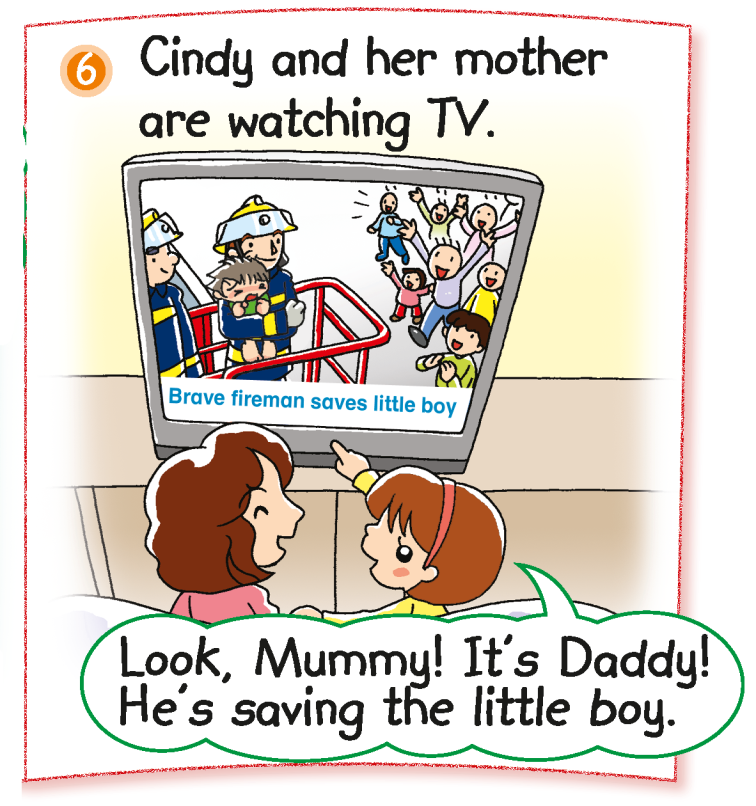 6
Cindy and her mother
are watching TV.
Brave fireman saves little boy
Look, Mummy! It's Daddy!
He's saving the little boy.